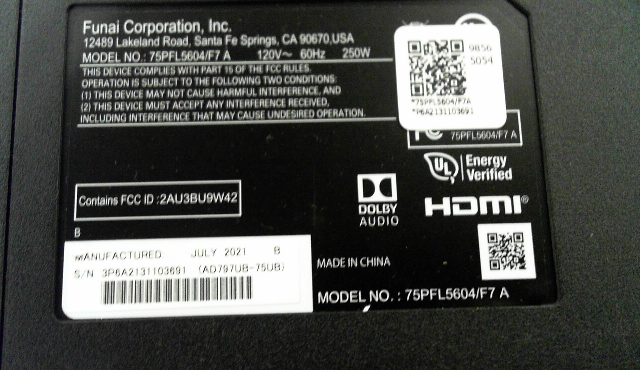 Funai Corporation, Inc.
12489 Lakeland Road, Santa Fe Springs, CA 90670,USA
MODEL NO.: 75PFL5604/F7 A 120V~ 60Hz 250W
THIS DEVICE COMPLIES WITH PART 15 OF THE FCC RULES.
OPERATION IS SUBJECT TO THE FOLLOWING TWO CONDITIONS:
(1) THIS DEVICE MAY NOT CAUSE HARMFUL INTERFERENCE, AND
(2) THIS DEVICE MUST ACCEPT ANY INTERFERENCE RECEIVED,
INCLUDING INTERFERENCE THAT MAY CAUSE UNDESIRED OPERATION.
9856
5054
*75PFL5604/F7A
*P6A2131103691
75PFL5604/F7 A
UL Energy
Verified
Contains FCC ID :2AU3BU9W42
DOLBY
AUDIO
HDMI®
B
MANUFACTURED: JULY 2021 B
S/N 3P6A2131103691 (AD797UB-75UB)
MADE IN CHINA
MODEL NO. : 75PFL5604/F7 A